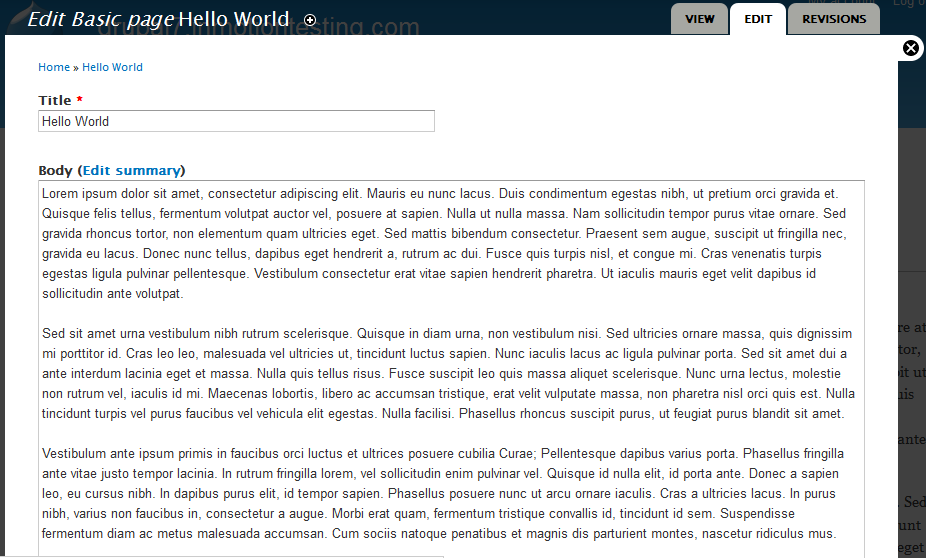 Edit Basic page Hello World
drupal7.inmotiontesting.com
My account Log o
VIEW EDIT REVISIONS
Home » Hello World
Title *
Hello World
Body (Edit summary)
Lorem ipsum dolor sit amet, consectetur adipiscing elit. Mauris eu nunc lacus. Duis condimentum egestas nibh, ut pretium orci gravida et.
Quisque felis tellus, fermentum volutpat auctor vel, posuere at sapien. Nulla ut nulla massa. Nam sollicitudin tempor purus vitae ornare. Sed
gravida rhoncus tortor, non elementum quam ultricies eget. Sed mattis bibendum consectetur. Praesent sem augue, suscipit ut fringilla nec,
gravida eu lacus. Donec nunc tellus, dapibus eget hendrerit a, rutrum ac dui. Fusce quis turpis nisl, et congue mi. Cras venenatis turpis
egestas ligula pulvinar pellentesque. Vestibulum consectetur erat vitae sapien hendrerit pharetra. Ut iaculis mauris eget velit dapibus id
sollicitudin ante volutpat.
Sed sit amet urna vestibulum nibh rutrum scelerisque. Quisque in diam urna, non vestibulum nisi. Sed ultricies ornare massa, quis dignissim
mi porttitor id. Cras leo leo, malesuada vel ultricies ut, tincidunt luctus sapien. Nunc iaculis lacus ac ligula pulvinar porta. Sed sit amet dui a
ante interdum lacinia eget et massa. Nulla quis tellus risus. Fusce suscipit leo quis massa aliquet scelerisque. Nunc urna lectus, molestie
non rutrum vel, iaculis id mi. Maecenas lobortis, libero ac accumsan tristique, erat velit vulputate massa, non pharetra nisl orci quis est. Nulla
tincidunt turpis vel purus faucibus vel vehicula elit egestas. Nulla facilisi. Phasellus rhoncus suscipit purus, ut feugiat purus blandit sit amet.
Vestibulum ante ipsum primis in faucibus orci luctus et ultrices posuere cubilia Curae; Pellentesque dapibus varius porta. Phasellus fringilla
ante vitae justo tempor lacinia. In rutrum fringilla lorem, vel sollicitudin enim pulvinar vel. Quisque id nulla elit, id porta ante. Donec a sapien
leo, eu cursus nibh. In dapibus purus elit, id tempor sapien. Phasellus posuere nunc ut arcu ornare iaculis. Cras a ultricies lacus. In purus
nibh, varius non faucibus in, consectetur a augue. Morbi erat quam, fermentum tristique convallis id, tincidunt id sem. Suspendisse
fermentum diam ac metus malesuada accumsan. Cum sociis natoque penatibus et magnis dis parturient montes, nascetur ridiculus mus.